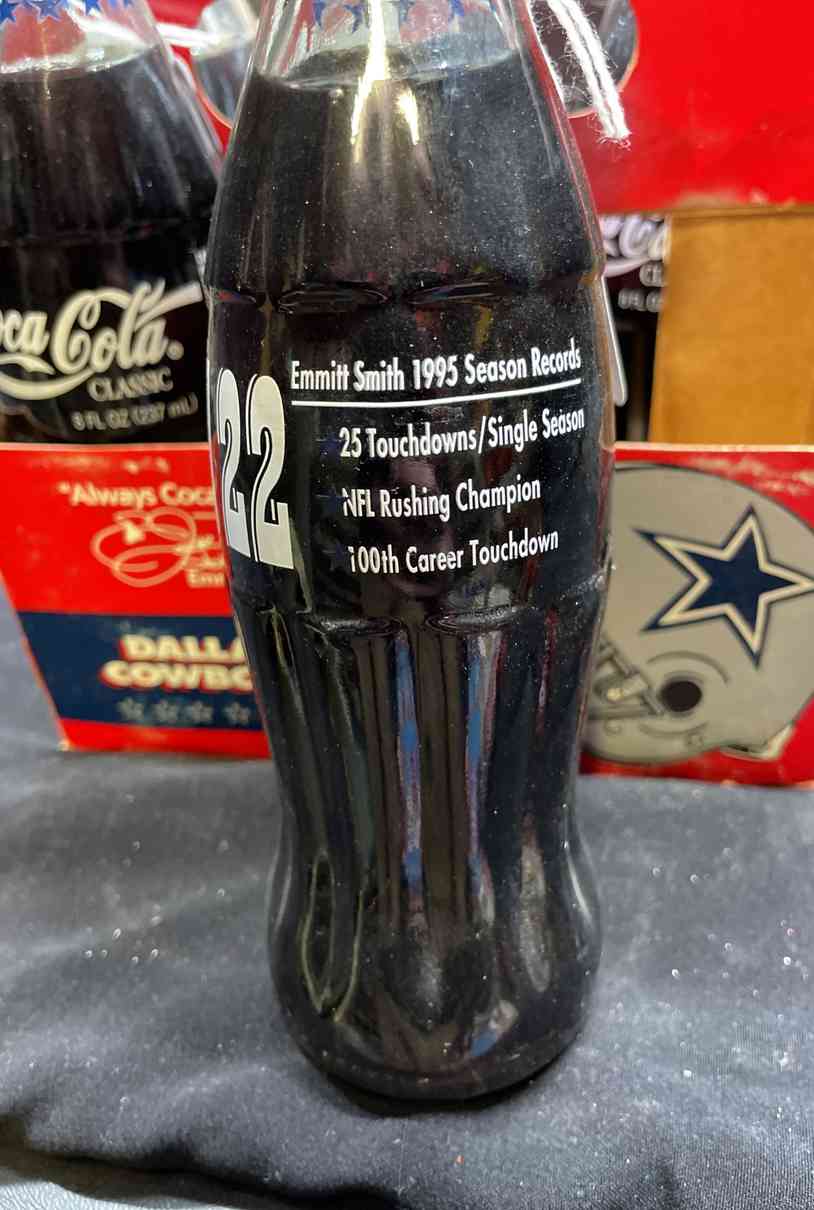 Coca-Cola.
CLASSIC
8 FL OZ (237 mL)
22
Emmitt Smith 1995 Season Records
25 Touchdowns/Single Season
NFL Rushing Champion
100th Career Touchdown
"Always Coca
DALLA
COWBO